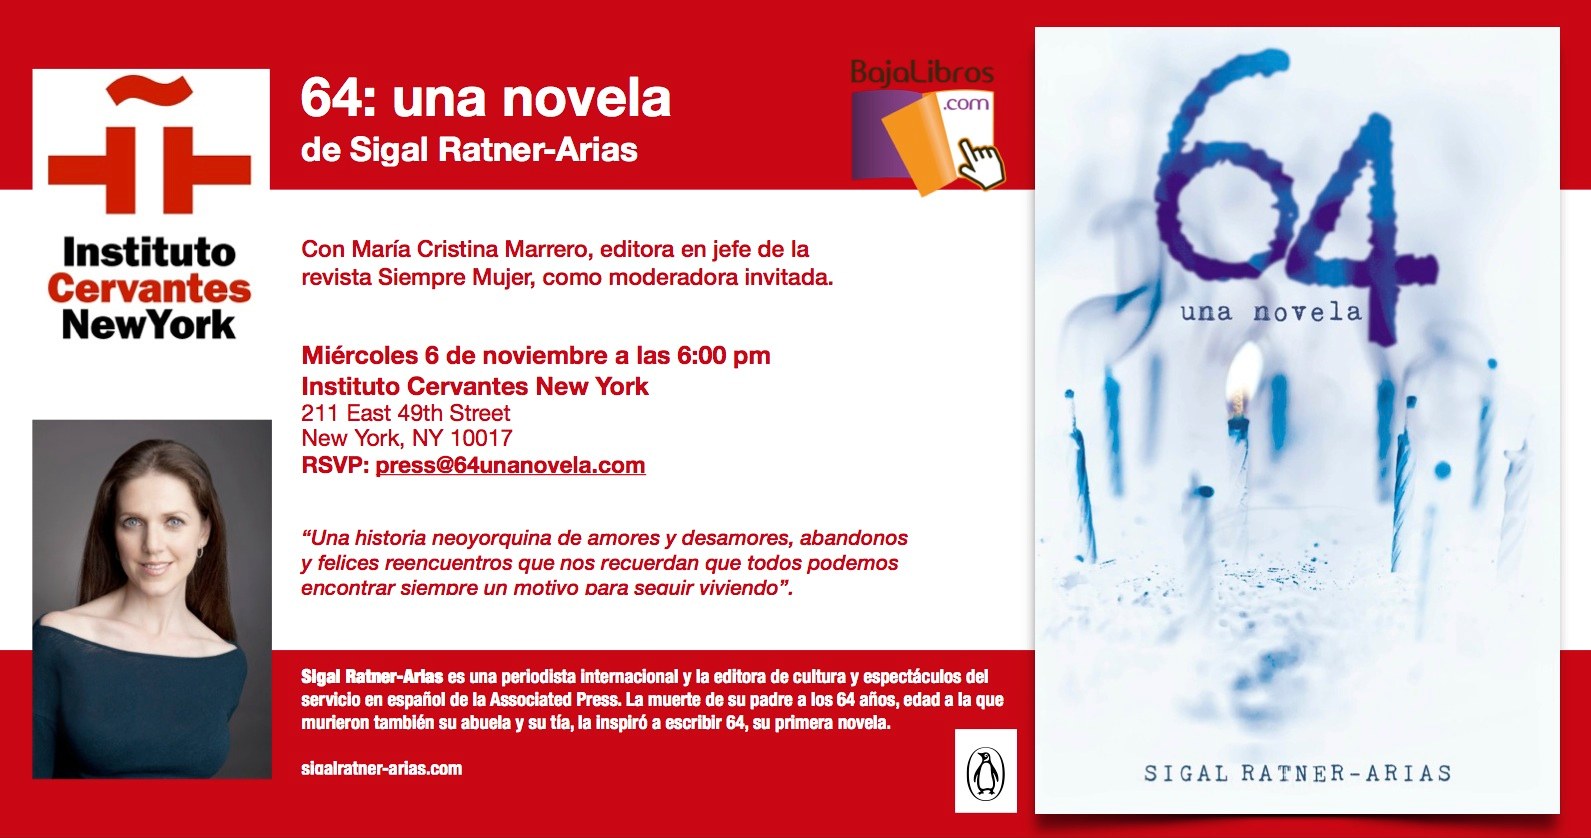 64: una novela
de Sigal Ratner-Arias
BajaLibros
.com
Instituto
Cervantes
NewYork
Con María Cristina Marrero, editora en jefe de la
revista Siempre Mujer, como moderadora invitada.
Miércoles 6 de noviembre a las 6:00 pm
Instituto Cervantes New York
211 East 49th Street
New York, NY 10017
RSVP: press@64unanovela.com
“Una historia neoyorquina de amores y desamores, abandonos
y felices reencuentros que nos recuerdan que todos podemos
encontrar siempre un motivo para seguir viviendo”.
Sigal Ratner-Arias es una periodista internacional y la editora de cultura y espectáculos del
servicio en español de la Associated Press. La muerte de su padre a los 64 años, edad a la que
murieron también su abuela y su tía, la inspiró a escribir 64, su primera novela.
sigalratner-arias.com
64
una novela
SIGAL RATNER-ARIAS